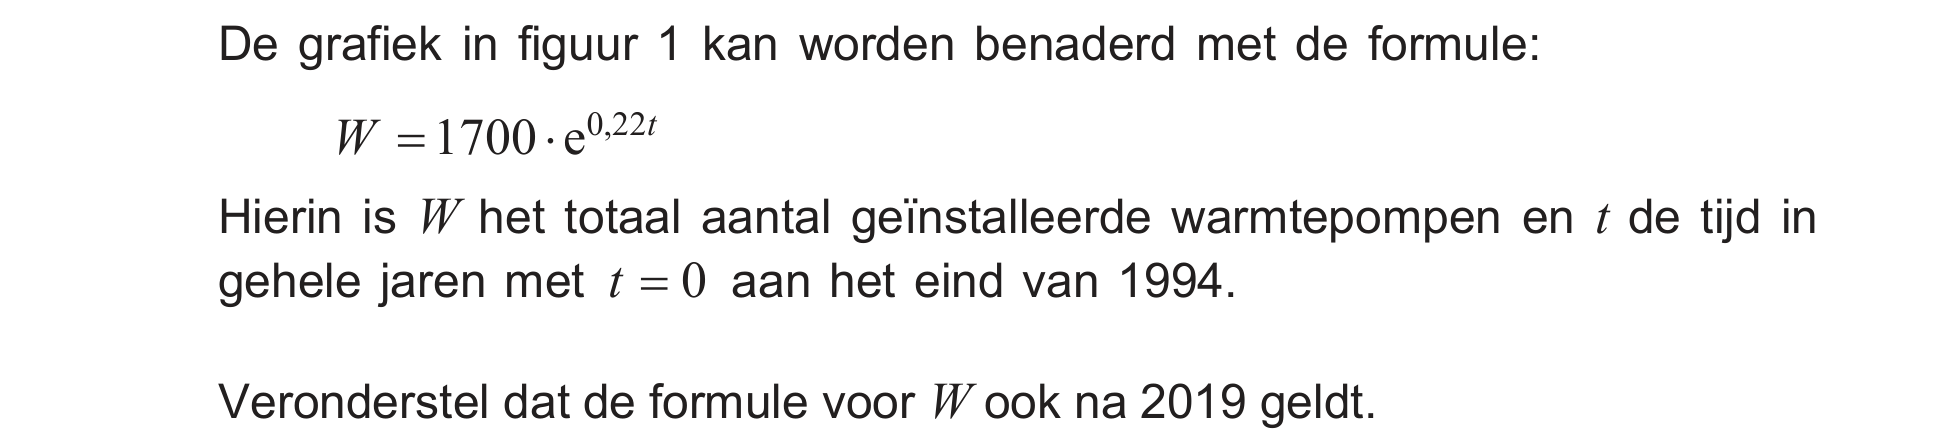 De grafiek in figuur 1 kan worden benaderd met de formule:
W = 1700 · e^{0,22t}
Hierin is W het totaal aantal geïnstalleerde warmtepompen en t de tijd in
gehele jaren met t = 0 aan het eind van 1994.
Veronderstel dat de formule voor W ook na 2019 geldt.